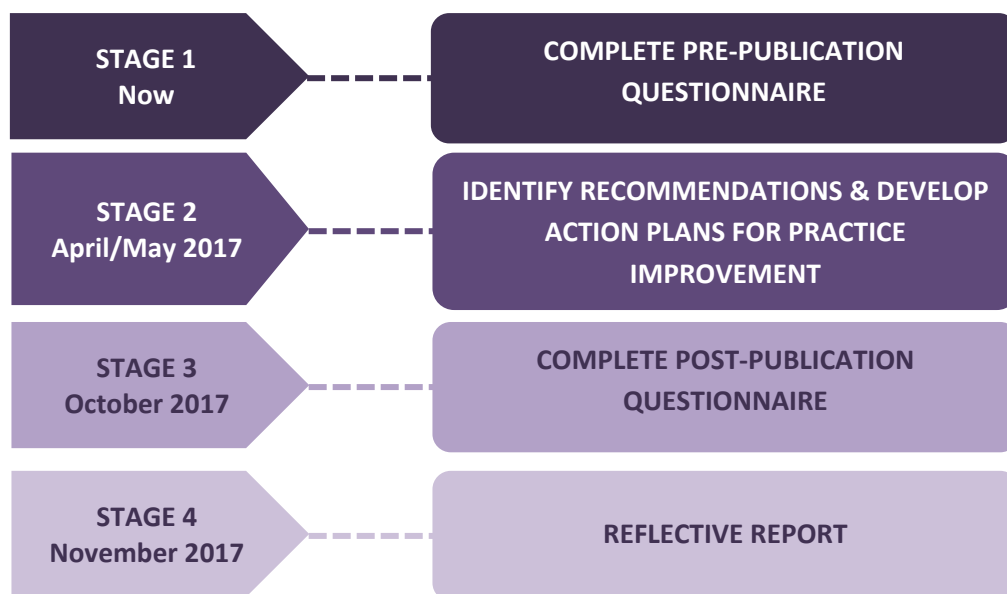 STAGE 1
Now
COMPLETE PRE-PUBLICATION
QUESTIONNAIRE
STAGE 2
April/May 2017
IDENTIFY RECOMMENDATIONS & DEVELOP
ACTION PLANS FOR PRACTICE
IMPROVEMENT
STAGE 3
October 2017
COMPLETE POST-PUBLICATION
QUESTIONNAIRE
STAGE 4
November 2017
REFLECTIVE REPORT